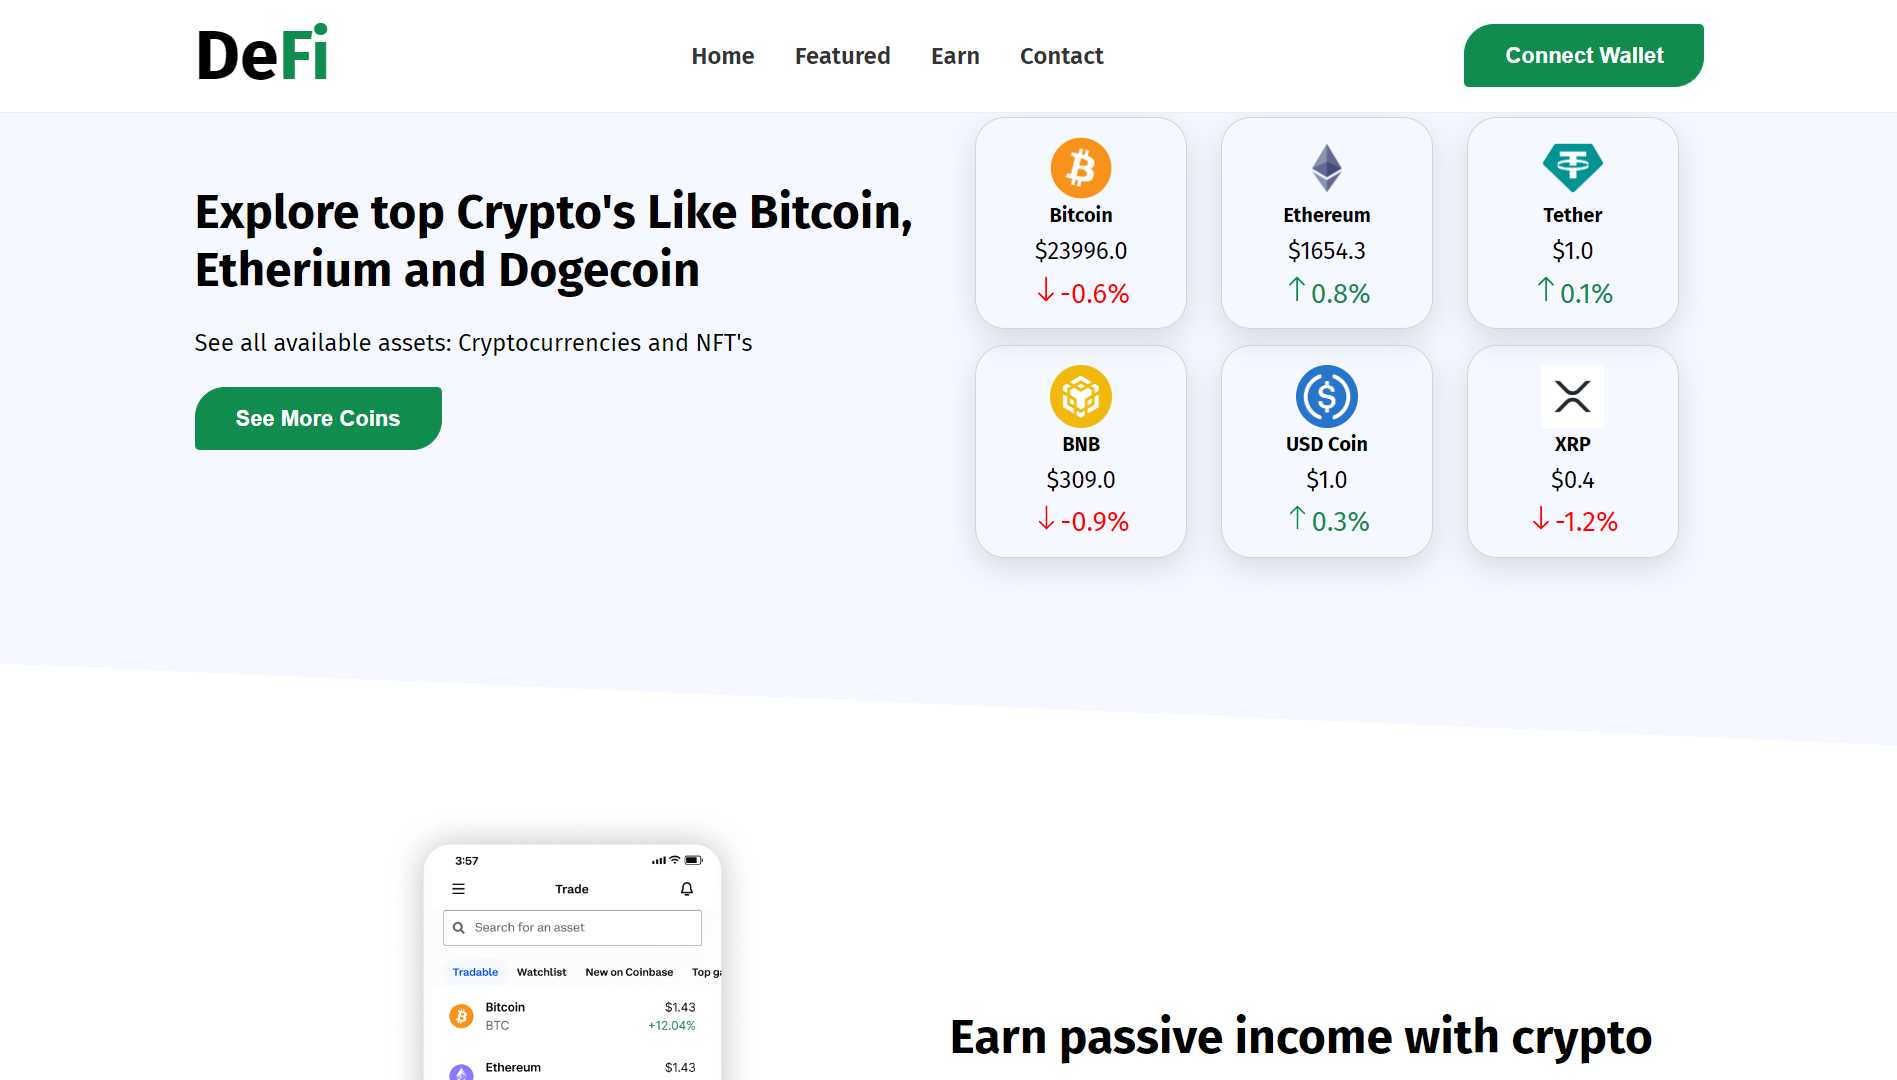 DeFi
Home Featured Earn Contact
Connect Wallet
Explore top Crypto's Like Bitcoin,
Etherium and Dogecoin
See all available assets: Cryptocurrencies and NFT's
See More Coins
Bitcoin
$23996.0
-0.6%
Ethereum
$1654.3
0.8%
Tether
$1.0
0.1%
BNB
$309.0
-0.9%
USD Coin
$1.0
0.3%
XRP
$0.4
-1.2%
3:57
Trade
Search for an asset
Tradable Watchlist New on Coinbase Top ga
Bitcoin $1.43
BTC +12.04%
Ethereum $1.43
Earn passive income with crypto